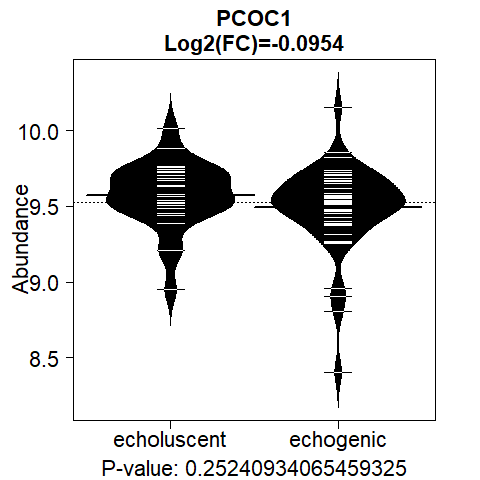 PCOC1
Log2(FC)=-0.0954
Abundance
10.0
9.5
9.0
8.5
echoluscent echogenic
P-value: 0.25240934065459325